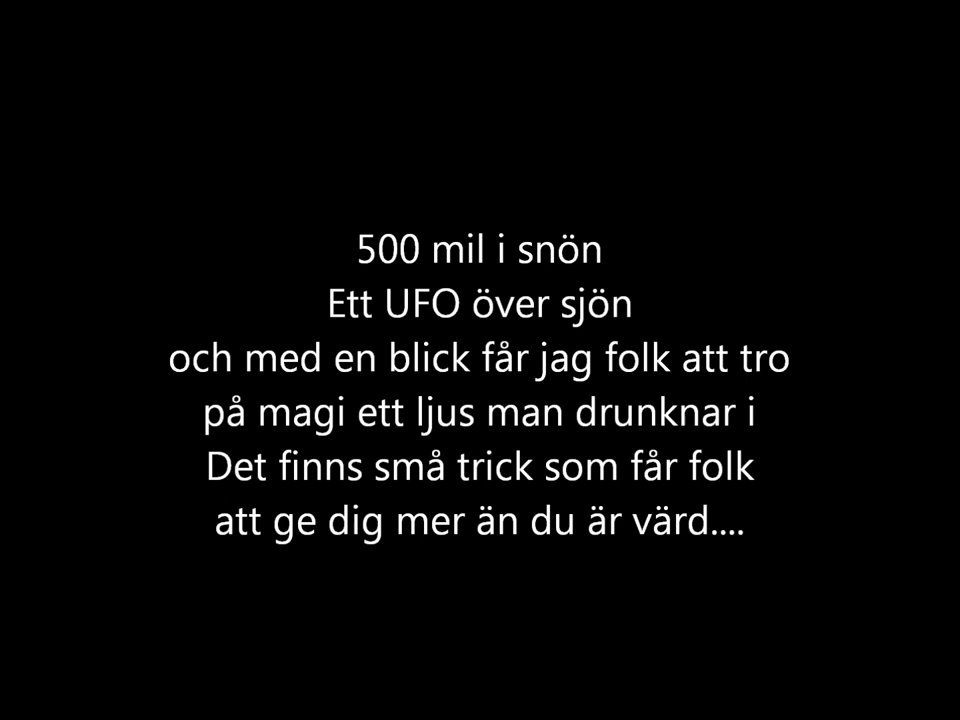 500 mil i snön
Ett UFO över sjön
och med en blick får jag folk att tro
på magi ett ljus man drunknar i
Det finns små trick som får folk
att ge dig mer än du är värd....